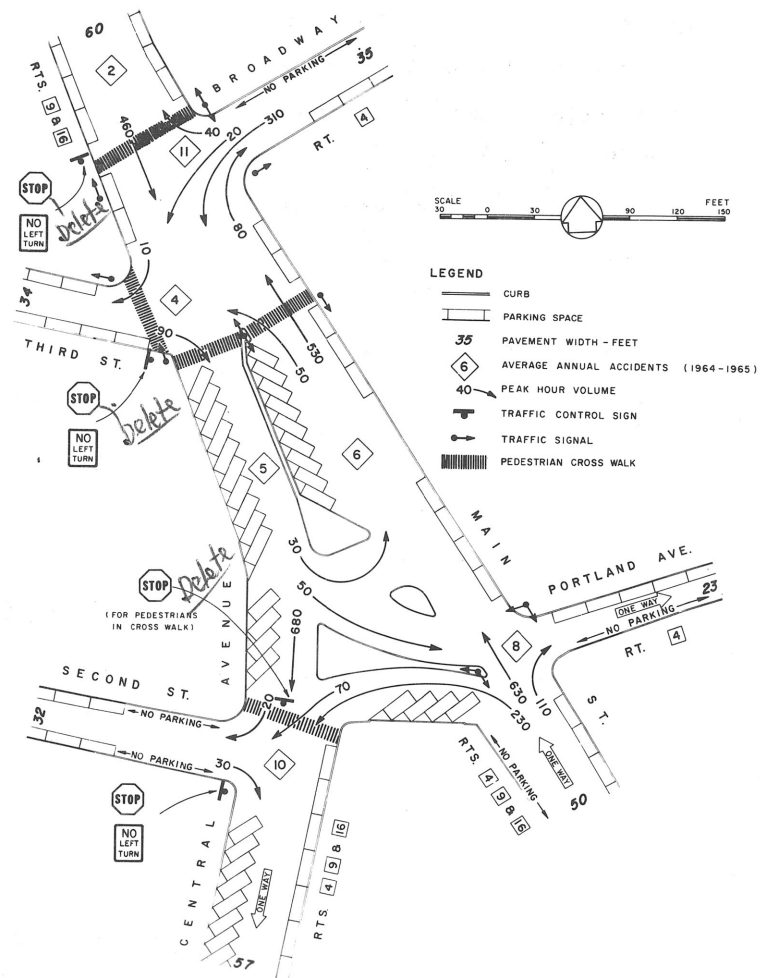 60
2
BROADWAY
35
NO PARKING
RTS. 9 & 16
460
40
20
310
11
RT. 4
STOP
NO
LEFT
TURN
Delete
80
SCALE
FEET
30 0 30 90 120 150
10
4
34
THIRD ST.
90
50
530
LEGEND
CURB
PARKING SPACE
35 PAVEMENT WIDTH - FEET
6 AVERAGE ANNUAL ACCIDENTS (1964-1965)
40 PEAK HOUR VOLUME
TRAFFIC CONTROL SIGN
TRAFFIC SIGNAL
PEDESTRIAN CROSS WALK
STOP
NO
LEFT
TURN
Delete
5
6
MAIN
30
50
STOP
Delete
(FOR PEDESTRIANS
IN CROSS WALK)
AVENUE
680
PORTLAND AVE.
ONE WAY
23
NO PARKING
RT. 4
8
SECOND ST.
NO PARKING
32
NO PARKING
20
70
630
230
110
ST.
30
10
STOP
NO
LEFT
TURN
RTS. 4 9 & 16
NO PARKING
ONE WAY
50
CENTRAL
ONE WAY
RTS. 4 9 & 16
57